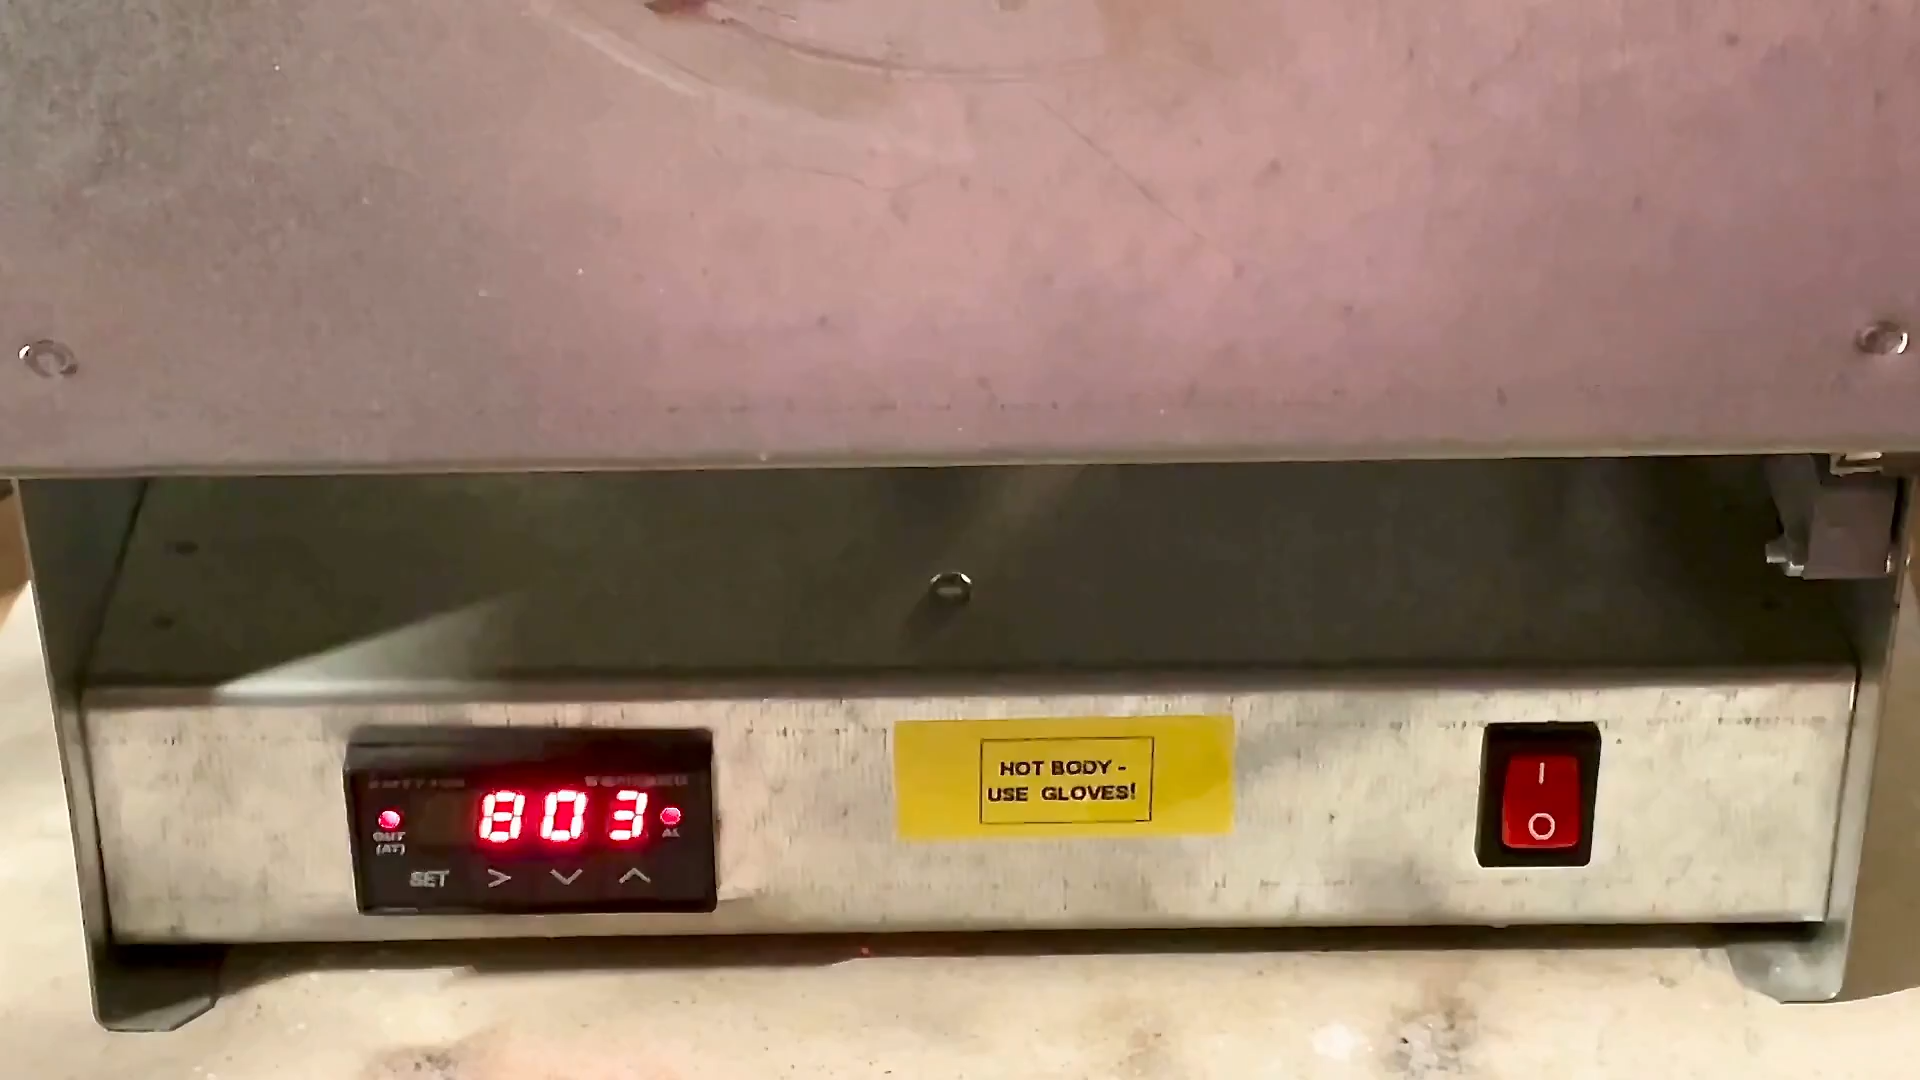 803
OUT
(AT)
AL
SET
HOT BODY -
USE GLOVES!
I
O